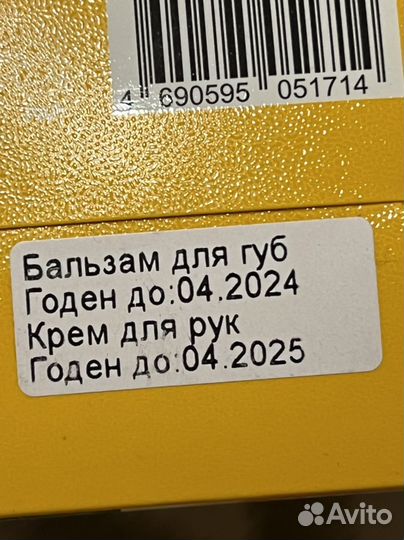 4 690595 051714
Бальзам для губ
Годен до:04.2024
Крем для рук
Годен до:04.2025
Avito